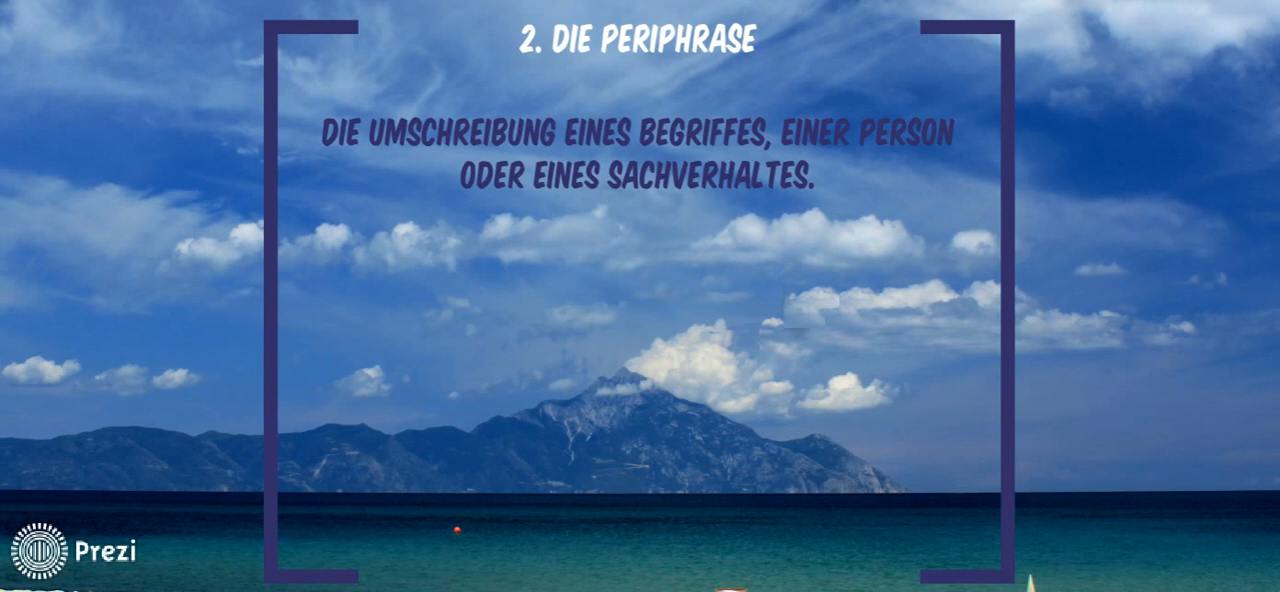 2. DIE PERIPHRASE
DIE UMSCHREIBUNG EINES BEGRIFFES, EINER PERSON
ODER EINES SACHVERHALTES.
Prezi